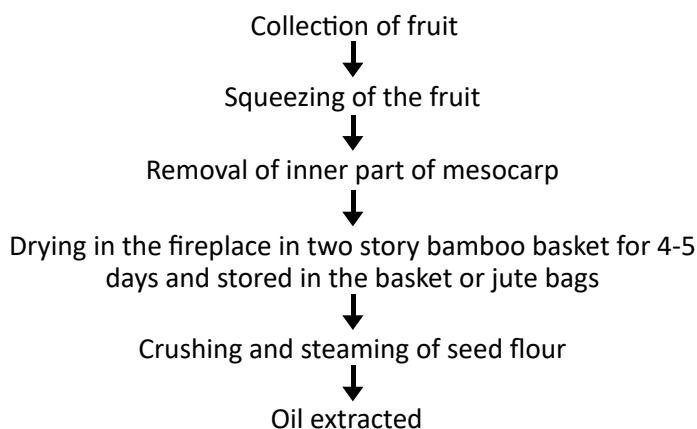 Collection of fruit
Squeezing of the fruit
Removal of inner part of mesocarp
Drying in the fireplace in two story bamboo basket for 4-5
days and stored in the basket or jute bags
Crushing and steaming of seed flour
Oil extracted